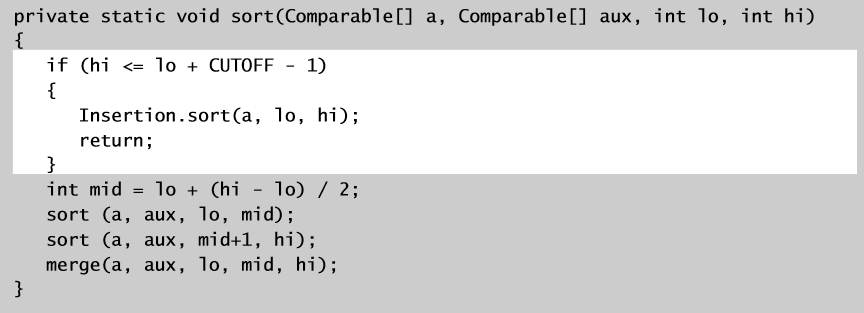 private static void sort(Comparable[] a, Comparable[] aux, int lo, int hi)
{
   if (hi <= lo + CUTOFF - 1)
   {
      Insertion.sort(a, lo, hi);
      return;
   }
   int mid = lo + (hi - lo) / 2;
   sort (a, aux, lo, mid);
   sort (a, aux, mid+1, hi);
   merge(a, aux, lo, mid, hi);
}